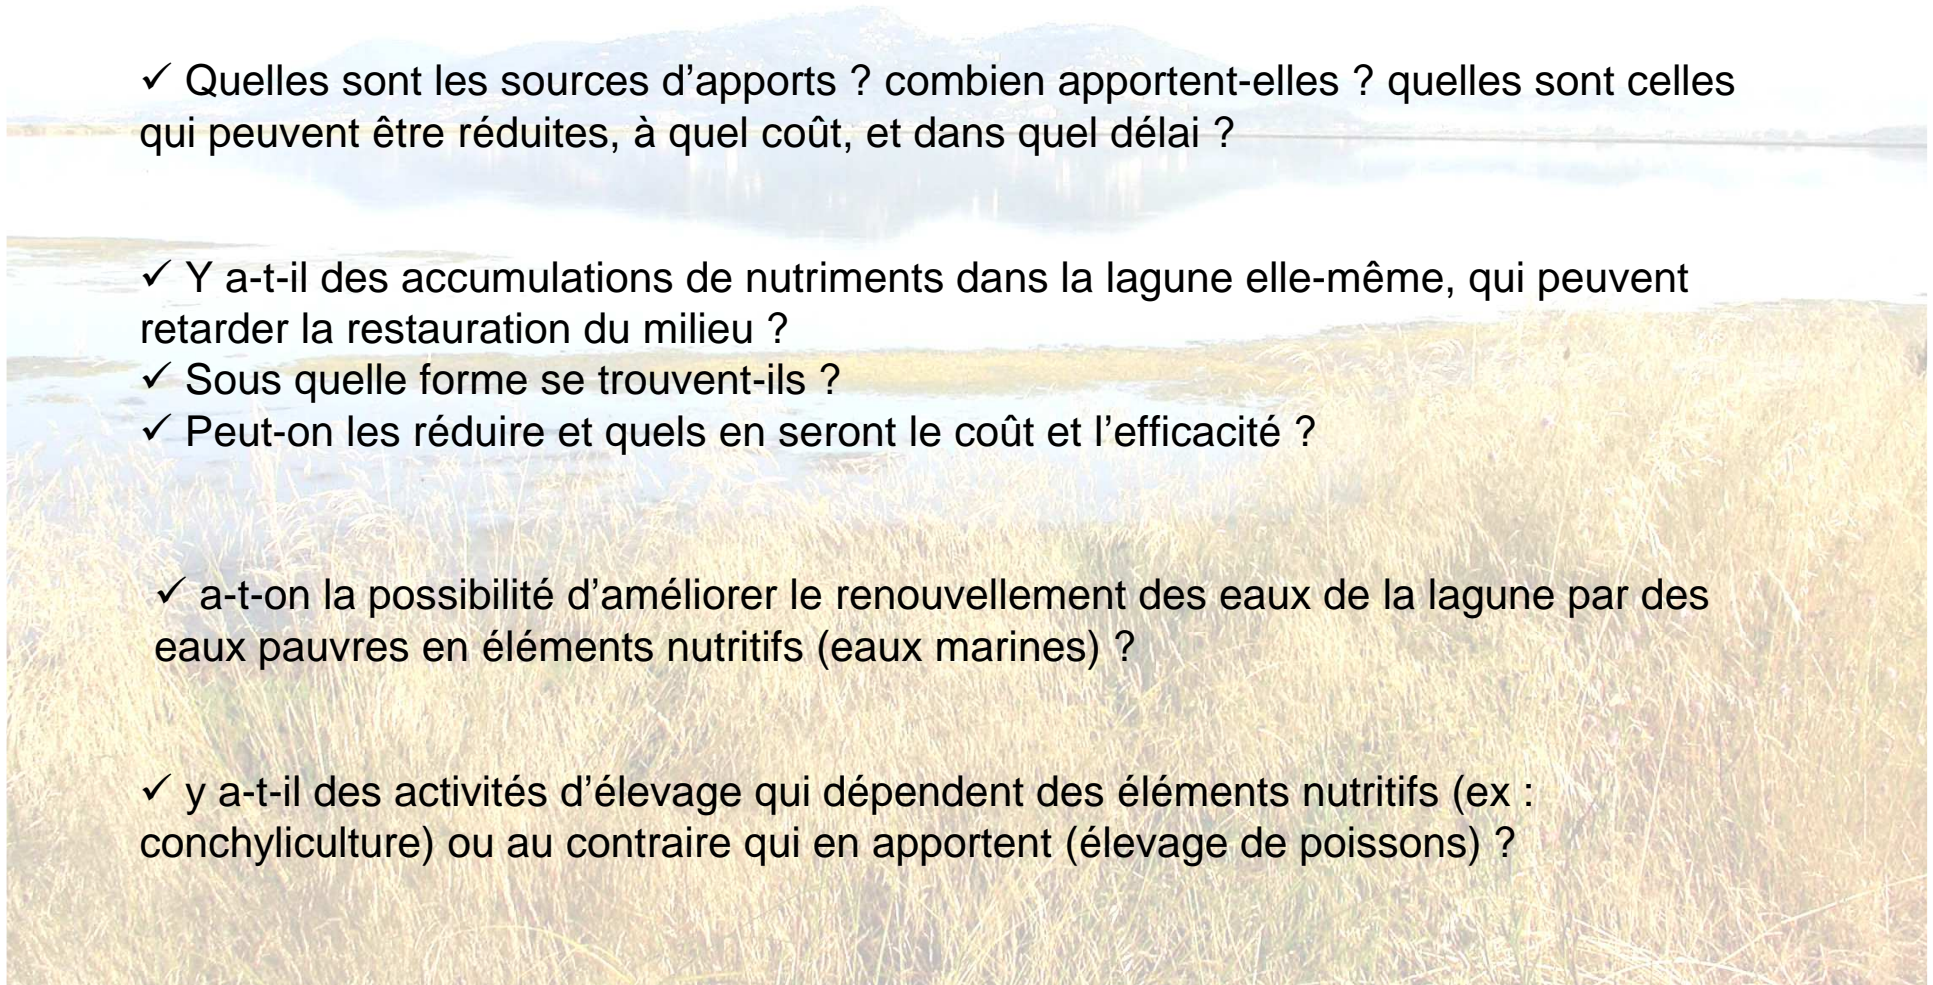 ✓ Quelles sont les sources d’apports ? combien apportent-elles ? quelles sont celles
qui peuvent être réduites, à quel coût, et dans quel délai ?
✓ Y a-t-il des accumulations de nutriments dans la lagune elle-même, qui peuvent
retarder la restauration du milieu ?
✓ Sous quelle forme se trouvent-ils ?
✓ Peut-on les réduire et quels en seront le coût et l’efficacité ?
✓ a-t-on la possibilité d’améliorer le renouvellement des eaux de la lagune par des
eaux pauvres en éléments nutritifs (eaux marines) ?
✓ y a-t-il des activités d’élevage qui dépendent des éléments nutritifs (ex :
conchyliculture) ou au contraire qui en apportent (élevage de poissons) ?